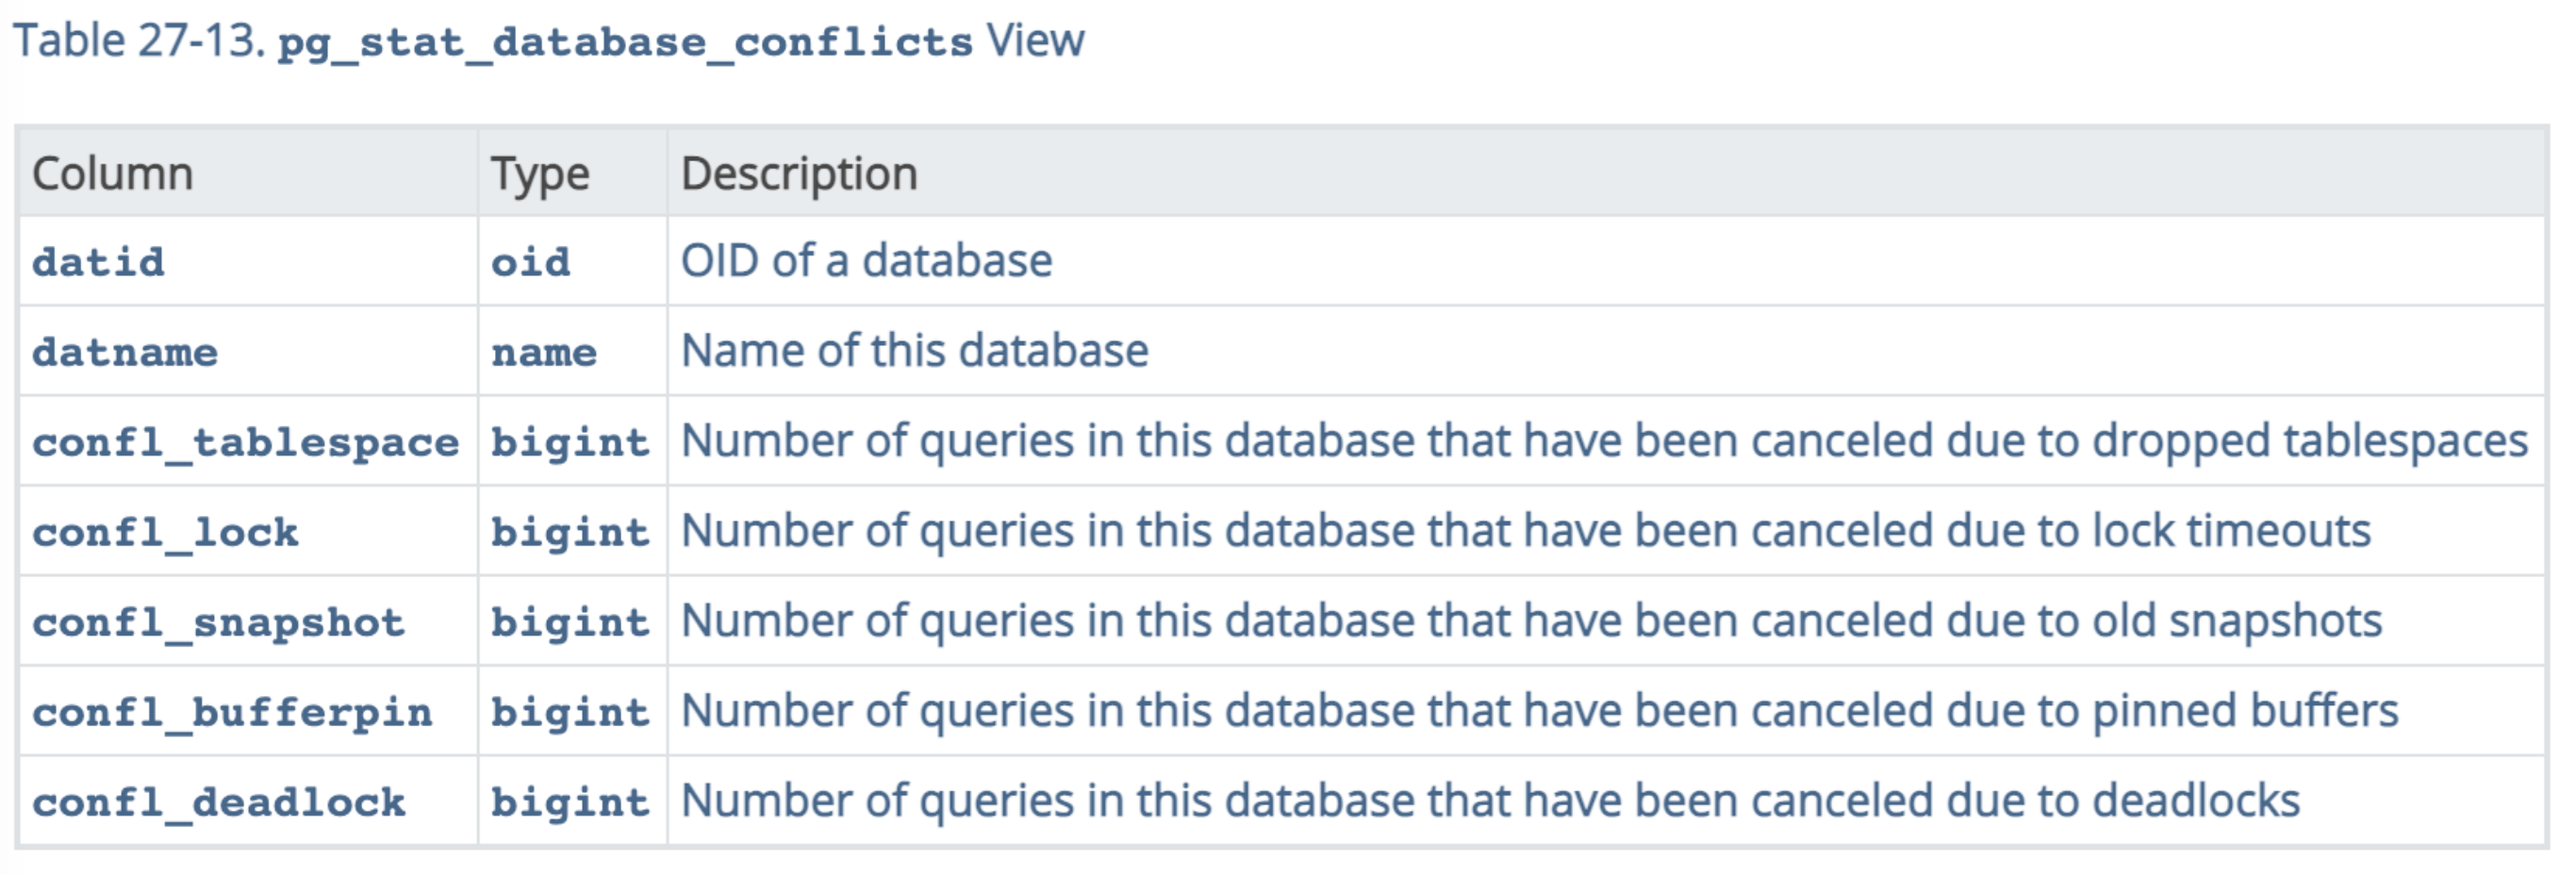 Table 27-13. pg_stat_database_conflicts View
Column Type Description
datid oid OID of a database
datname name Name of this database
confl_tablespace bigint Number of queries in this database that have been canceled due to dropped tablespaces
confl_lock bigint Number of queries in this database that have been canceled due to lock timeouts
confl_snapshot bigint Number of queries in this database that have been canceled due to old snapshots
confl_bufferpin bigint Number of queries in this database that have been canceled due to pinned buffers
confl_deadlock bigint Number of queries in this database that have been canceled due to deadlocks